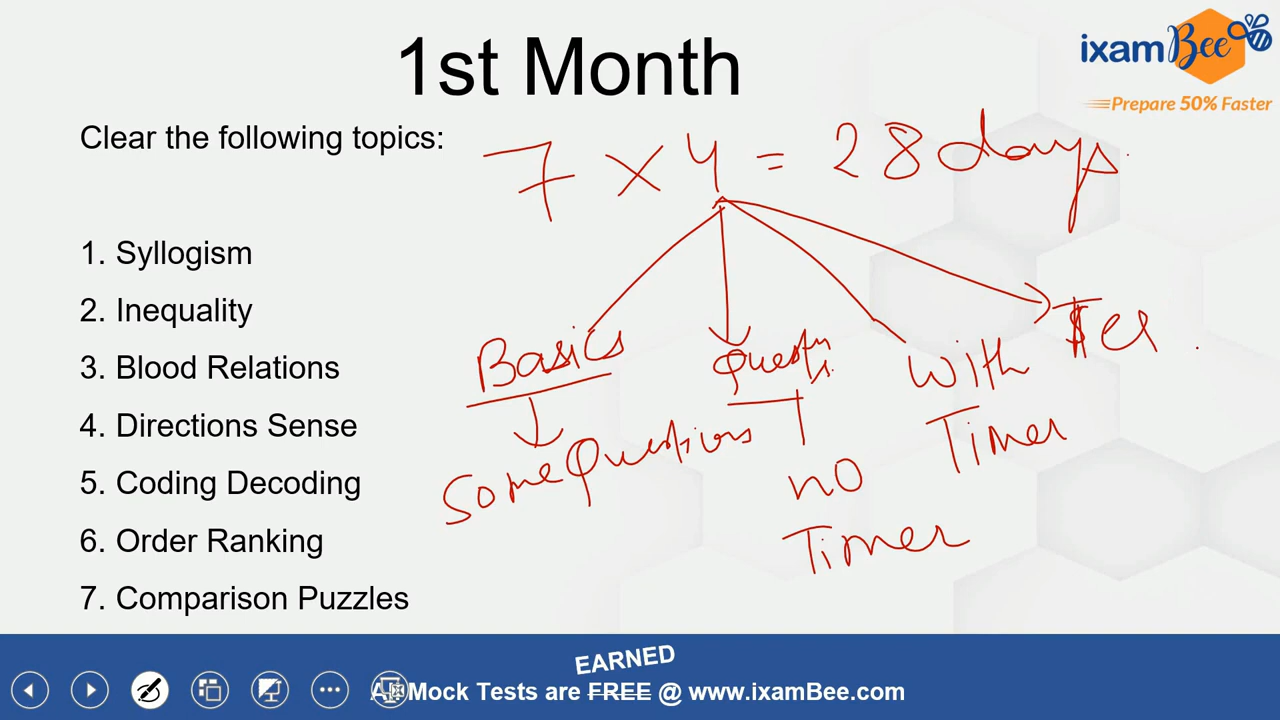 1st Month
ixamBee
Prepare 50% Faster
Clear the following topics:
7 × 4 = 28 days
1. Syllogism
2. Inequality
3. Blood Relations
4. Directions Sense
5. Coding Decoding
6. Order Ranking
7. Comparison Puzzles
Basics
Some Questions
no
Timer
With
Timer
EARNED
Mock Tests are FREE @ www.ixamBee.com